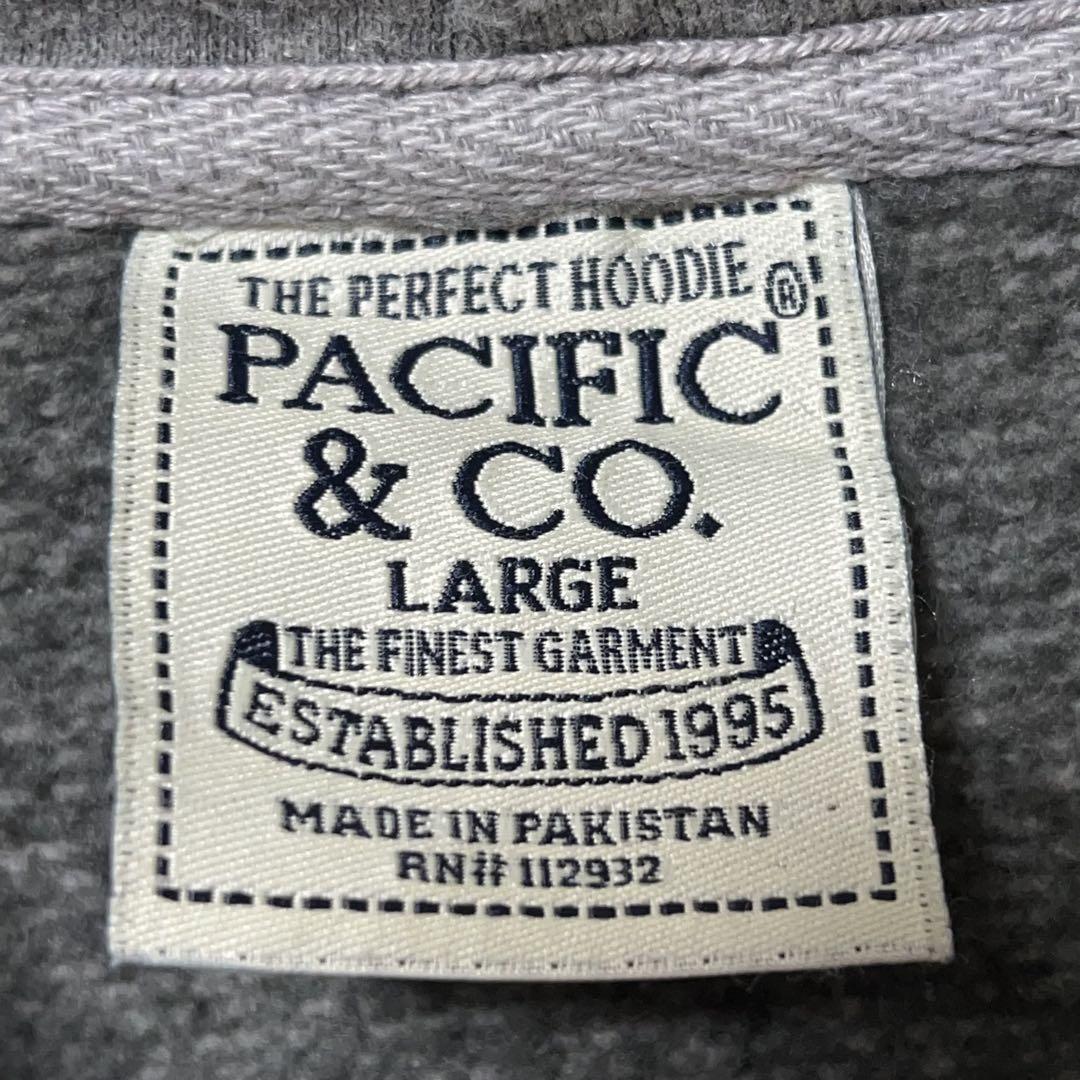 THE PERFECT HOODIE ®
PACIFIC
& CO.
LARGE
THE FINEST GARMENT
ESTABLISHED 1995
MADE IN PAKISTAN
RN# 112932